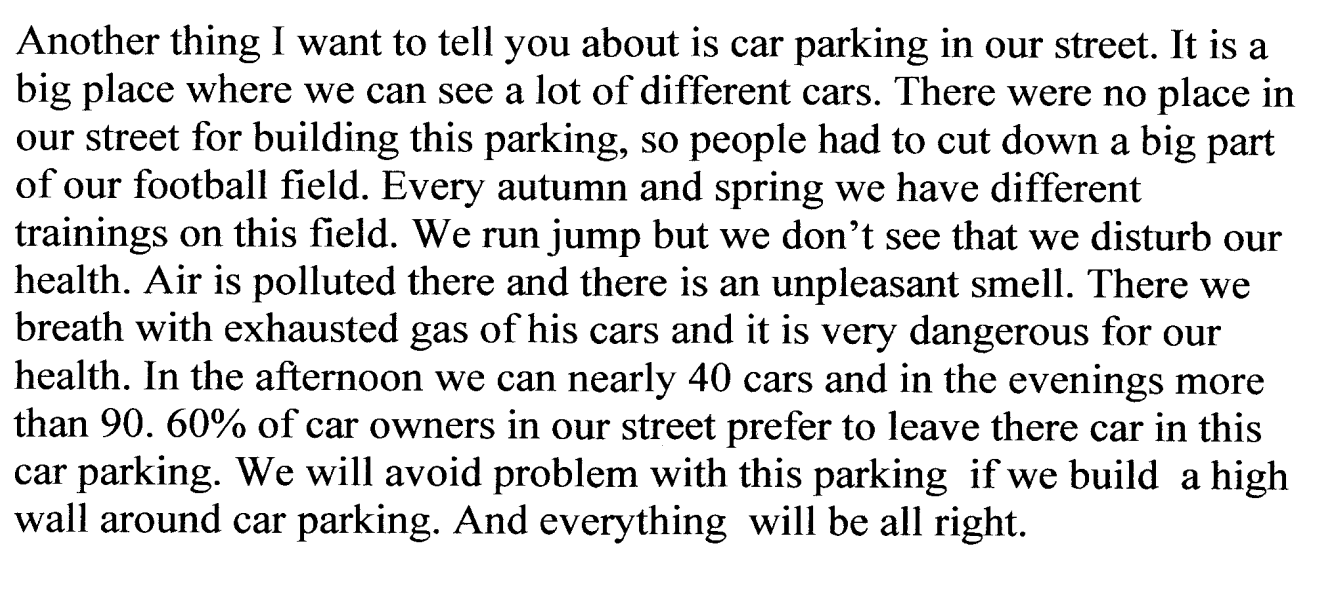 Another thing I want to tell you about is car parking in our street. It is a
big place where we can see a lot of different cars. There were no place in
our street for building this parking, so people had to cut down a big part
of our football field. Every autumn and spring we have different
trainings on this field. We run jump but we don’t see that we disturb our
health. Air is polluted there and there is an unpleasant smell. There we
breath with exhausted gas of his cars and it is very dangerous for our
health. In the afternoon we can nearly 40 cars and in the evenings more
than 90. 60% of car owners in our street prefer to leave there car in this
car parking. We will avoid problem with this parking  if we build  a high
wall around car parking. And everything  will be all right.